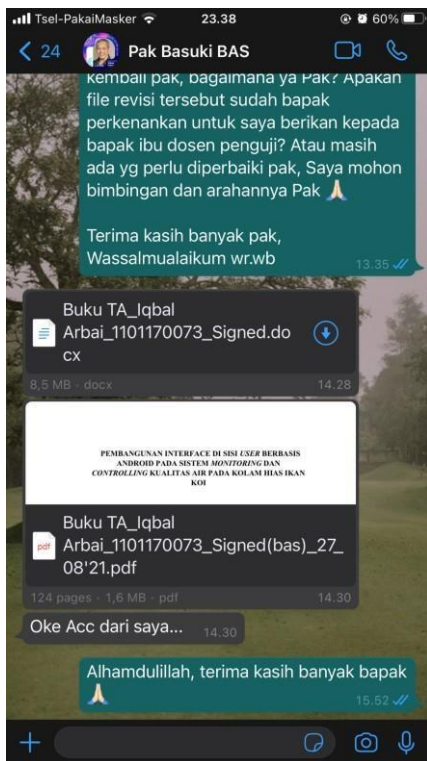 Tsel-PakaiMasker 23.38 60%
24 Pak Basuki BAS
kembali pak, bagaimana ya Pak? Apakah
file revisi tersebut sudah bapak
perkenankan untuk saya berikan kepada
bapak ibu dosen penguji? Atau masih
ada yg perlu diperbaiki pak, Saya mohon
bimbingan dan arahannya Pak 🙏🏻
Terima kasih banyak pak,
Wassalmualaikum wr.wb
13.35
Buku TA_Iqbal
Arbai_1101170073_Signed.do
cx
8,5 MB · docx 14.28
PEMBANGUNAN INTERFACE DI SISI USER BERBASIS
ANDROID PADA SISTEM MONITORING DAN
CONTROLLING KUALITAS AIR PADA KOLAM HIAS IKAN
KOI
pdf
Buku TA_Iqbal
Arbai_1101170073_Signed(bas)_27_
08'21.pdf
124 pages · 1,6 MB · pdf 14.30
Oke Acc dari saya... 14.30
Alhamdulillah, terima kasih banyak bapak
🙏🏻
15.52